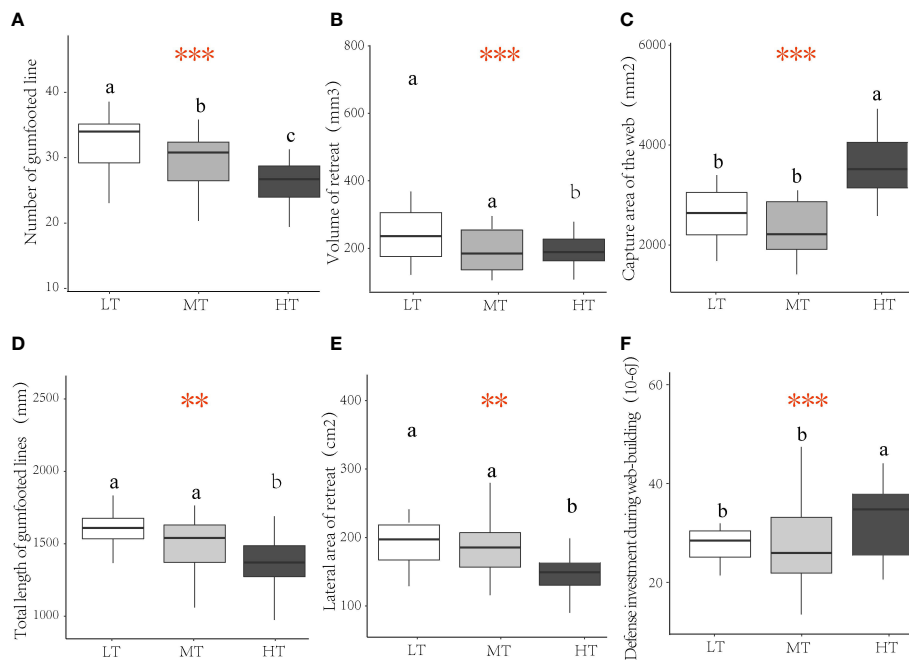 A
Number of gumfooted line
40
30
20
10
***
a
b
c
LT
MT
HT
B
Volume of retreat (mm3)
800
600
400
200
***
a
a
b
LT
MT
HT
C
Capture area of the web (mm2)
6000
4000
2000
***
b
b
a
LT
MT
HT
D
Total length of gumfooted lines (mm)
2500
2000
1500
1000
**
a
a
b
LT
MT
HT
E
Lateral area of retreat (cm2)
400
300
200
100
**
a
a
b
LT
MT
HT
F
Defense investment during web-building (10-6J)
60
40
20
***
b
b
a
LT
MT
HT